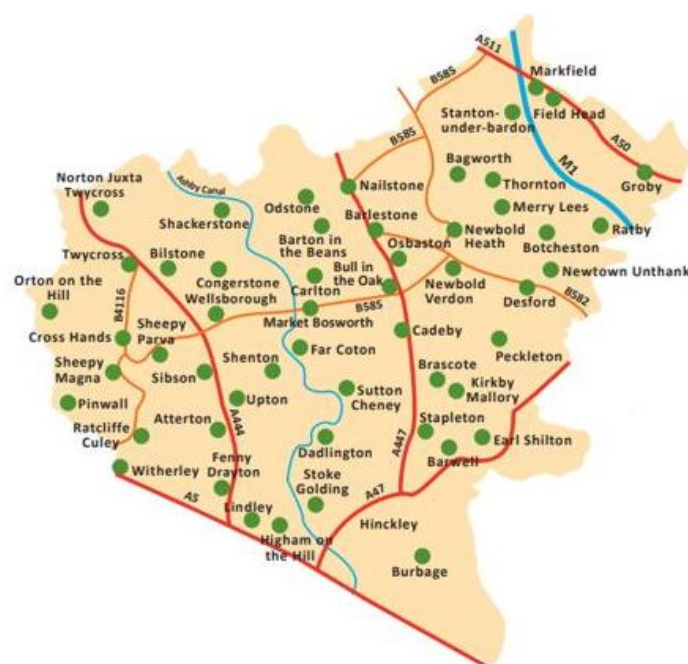 A511
Markfield
B585
Stanton-
under-bardon
Field Head
A50
B585
M1
Bagworth
Norton Juxta
Twycross
Ashby Canal
Nailstone
Thornton
Groby
Odstone
Shackerstone
Merry Lees
Barlestone
Barton in
the Beans
Newbold
Heath
Ratby
Botcheston
Osbaston
Twycross
Bilstone
Bull in
the Oak
Congerstone
Carlton
Newtown Unthank
Orton on the
Hill
Wellsborough
Newbold
Verdon
Desford
B582
B4116
B585
Market Bosworth
Cross Hands
Sheepy
Parva
Cadeby
Far Coton
Peckleton
Sheepy
Magna
Shenton
Brascote
Sibson
Kirkby
Mallory
Sutton
Cheney
Pinwall
Upton
Ratcliffe
Culey
Atterton
A444
Stapleton
Earl Shilton
Dadlington
A447
Barwell
Witherley
Fenny
Drayton
Stoke
Golding
A5
A47
Lindley
Hinckley
Higham on
the Hill
Burbage